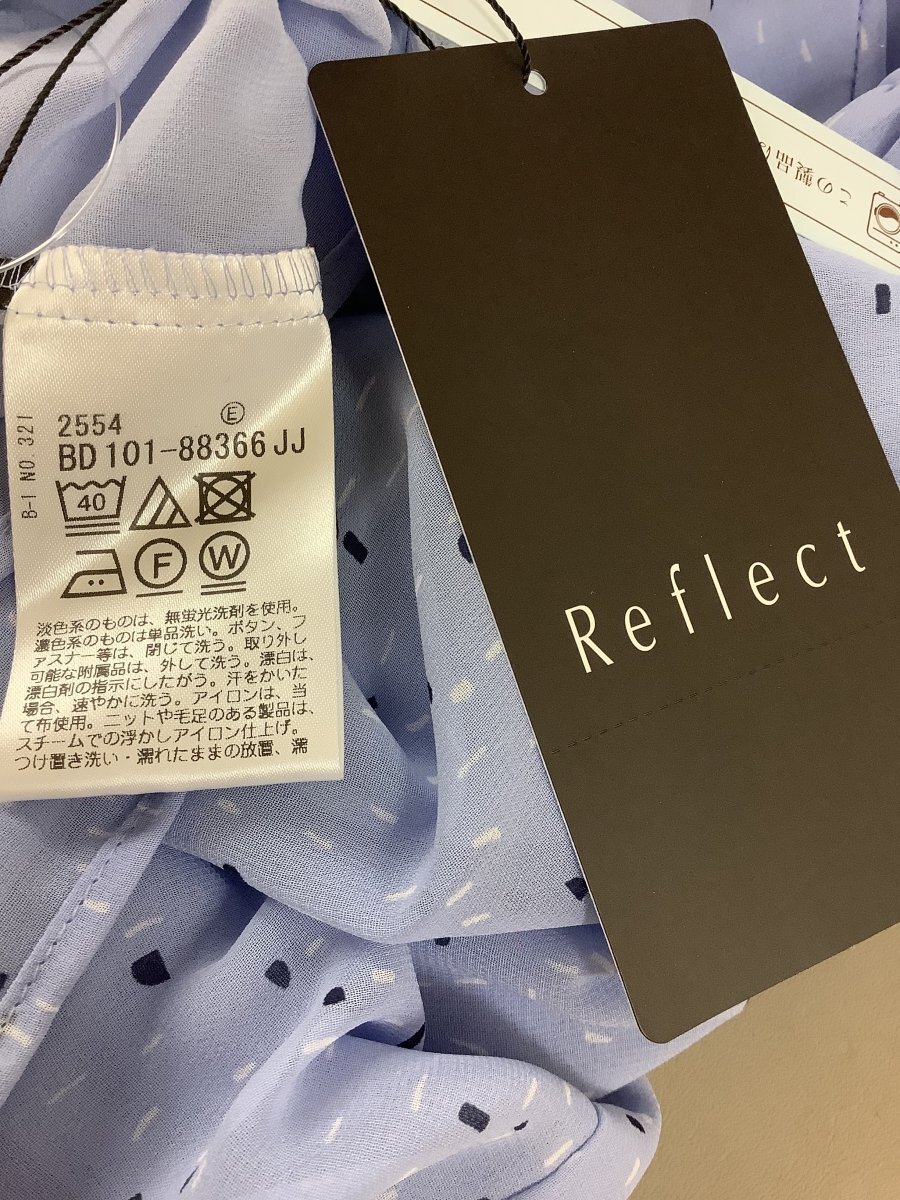 この製品は
Reflect
B-I NO.321
2554 Ⓔ
BD 101-88366 JJ
40
F W
淡色系のものは、無蛍光洗剤を使用。
濃色系のものは単品洗い。ボタン、フ
ァスナー等は、閉じて洗う。取り外し
可能な附属品は、外して洗う。漂白は、
漂白剤の指示にしたがう。汗をかいた
場合、速やかに洗う。アイロンは、当
て布使用。ニットや毛足のある製品は、
スチームでの浮かしアイロン仕上げ。
つけ置き洗い・濡れたままの放置、濡